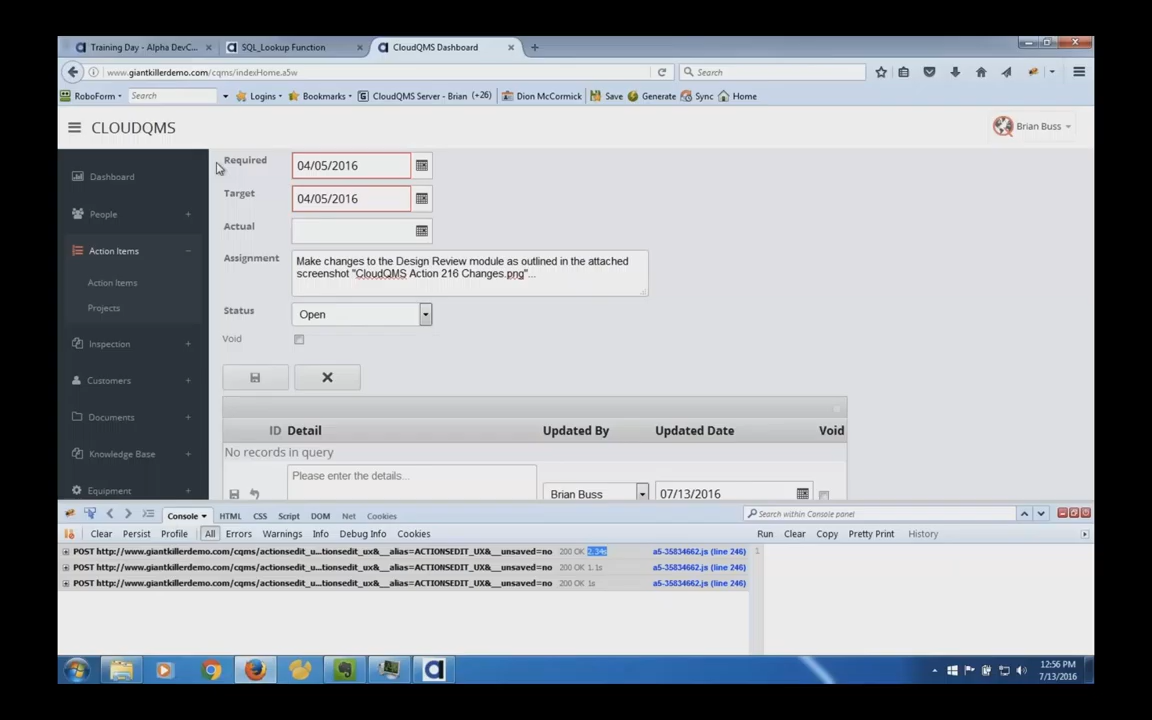 Training Day - Alpha DevC... × SQL_Lookup Function × CloudQMS Dashboard × +
www.giantkillerdemo.com/cqms/indexHome.a5w Search
RoboForm Search Logins Bookmarks CloudQMS Server - Brian (+26) Dion McCormick Save Generate Sync Home
CLOUDQMS Brian Buss
Dashboard
People +
Action Items -
Action Items
Projects
Inspection +
Customers +
Documents +
Knowledge Base +
Equipment +
Required 04/05/2016
Target 04/05/2016
Actual
Assignment Make changes to the Design Review module as outlined in the attached
screenshot "CloudQMS Action 216 Changes.png"...
Status Open
Void
ID Detail Updated By Updated Date Void
No records in query
Please enter the details...
Brian Buss 07/13/2016
Console HTML CSS Script DOM Net Cookies Search within Console panel
Clear Persist Profile All Errors Warnings Info Debug Info Cookies Run Clear Copy Pretty Print History
POST http://www.giantkillerdemo.com/cqms/actionsedit_u...tionsedit_ux&__alias=ACTIONSEDIT_UX&__unsaved=no 200 OK 2.34s a5-35834662.js (line 246) 1
POST http://www.giantkillerdemo.com/cqms/actionsedit_u...tionsedit_ux&__alias=ACTIONSEDIT_UX&__unsaved=no 200 OK 1.1s a5-35834662.js (line 246)
POST http://www.giantkillerdemo.com/cqms/actionsedit_u...tionsedit_ux&__alias=ACTIONSEDIT_UX&__unsaved=no 200 OK 1s a5-35834662.js (line 246)
12:56 PM
7/13/2016